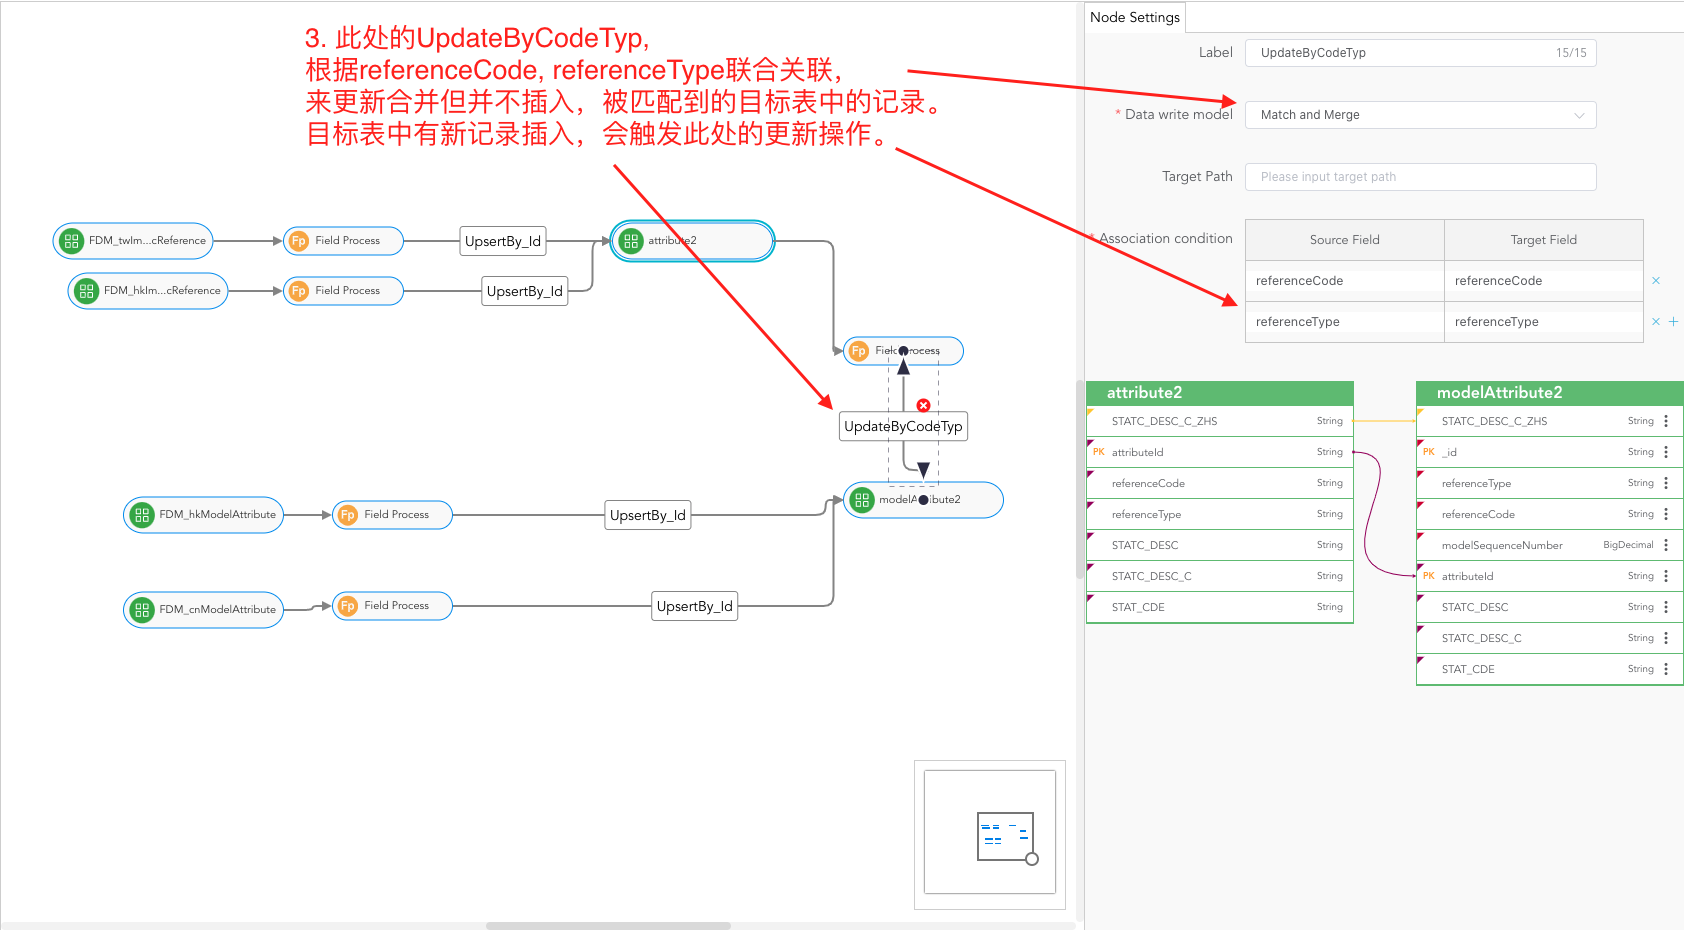 Node Settings
3. 此处的UpdateByCodeTyp,
根据referenceCode, referenceType联合关联，
来更新合并但并不插入，被匹配到的目标表中的记录。
目标表中有新记录插入，会触发此处的更新操作。
Label
UpdateByCodeTyp 15/15
* Data write model
Match and Merge
Target Path
Please input target path
* Association condition
Source Field Target Field
referenceCode referenceCode ×
referenceType referenceType × +
FDM_twIm...cReference
Fp Field Process
UpsertBy_Id
attribute2
FDM_hkIm...cReference
Fp Field Process
UpsertBy_Id
Fp Field Process
UpdateByCodeTyp
FDM_hkModelAttribute
Fp Field Process
UpsertBy_Id
modelAttribute2
FDM_cnModelAttribute
Fp Field Process
UpsertBy_Id
attribute2
STATC_DESC_C_ZHS String
PK attributeId String
referenceCode String
referenceType String
STATC_DESC String
STATC_DESC_C String
STAT_CDE String
modelAttribute2
STATC_DESC_C_ZHS String
PK _id String
referenceType String
referenceCode String
modelSequenceNumber BigDecimal
PK attributeId String
STATC_DESC String
STATC_DESC_C String
STAT_CDE String